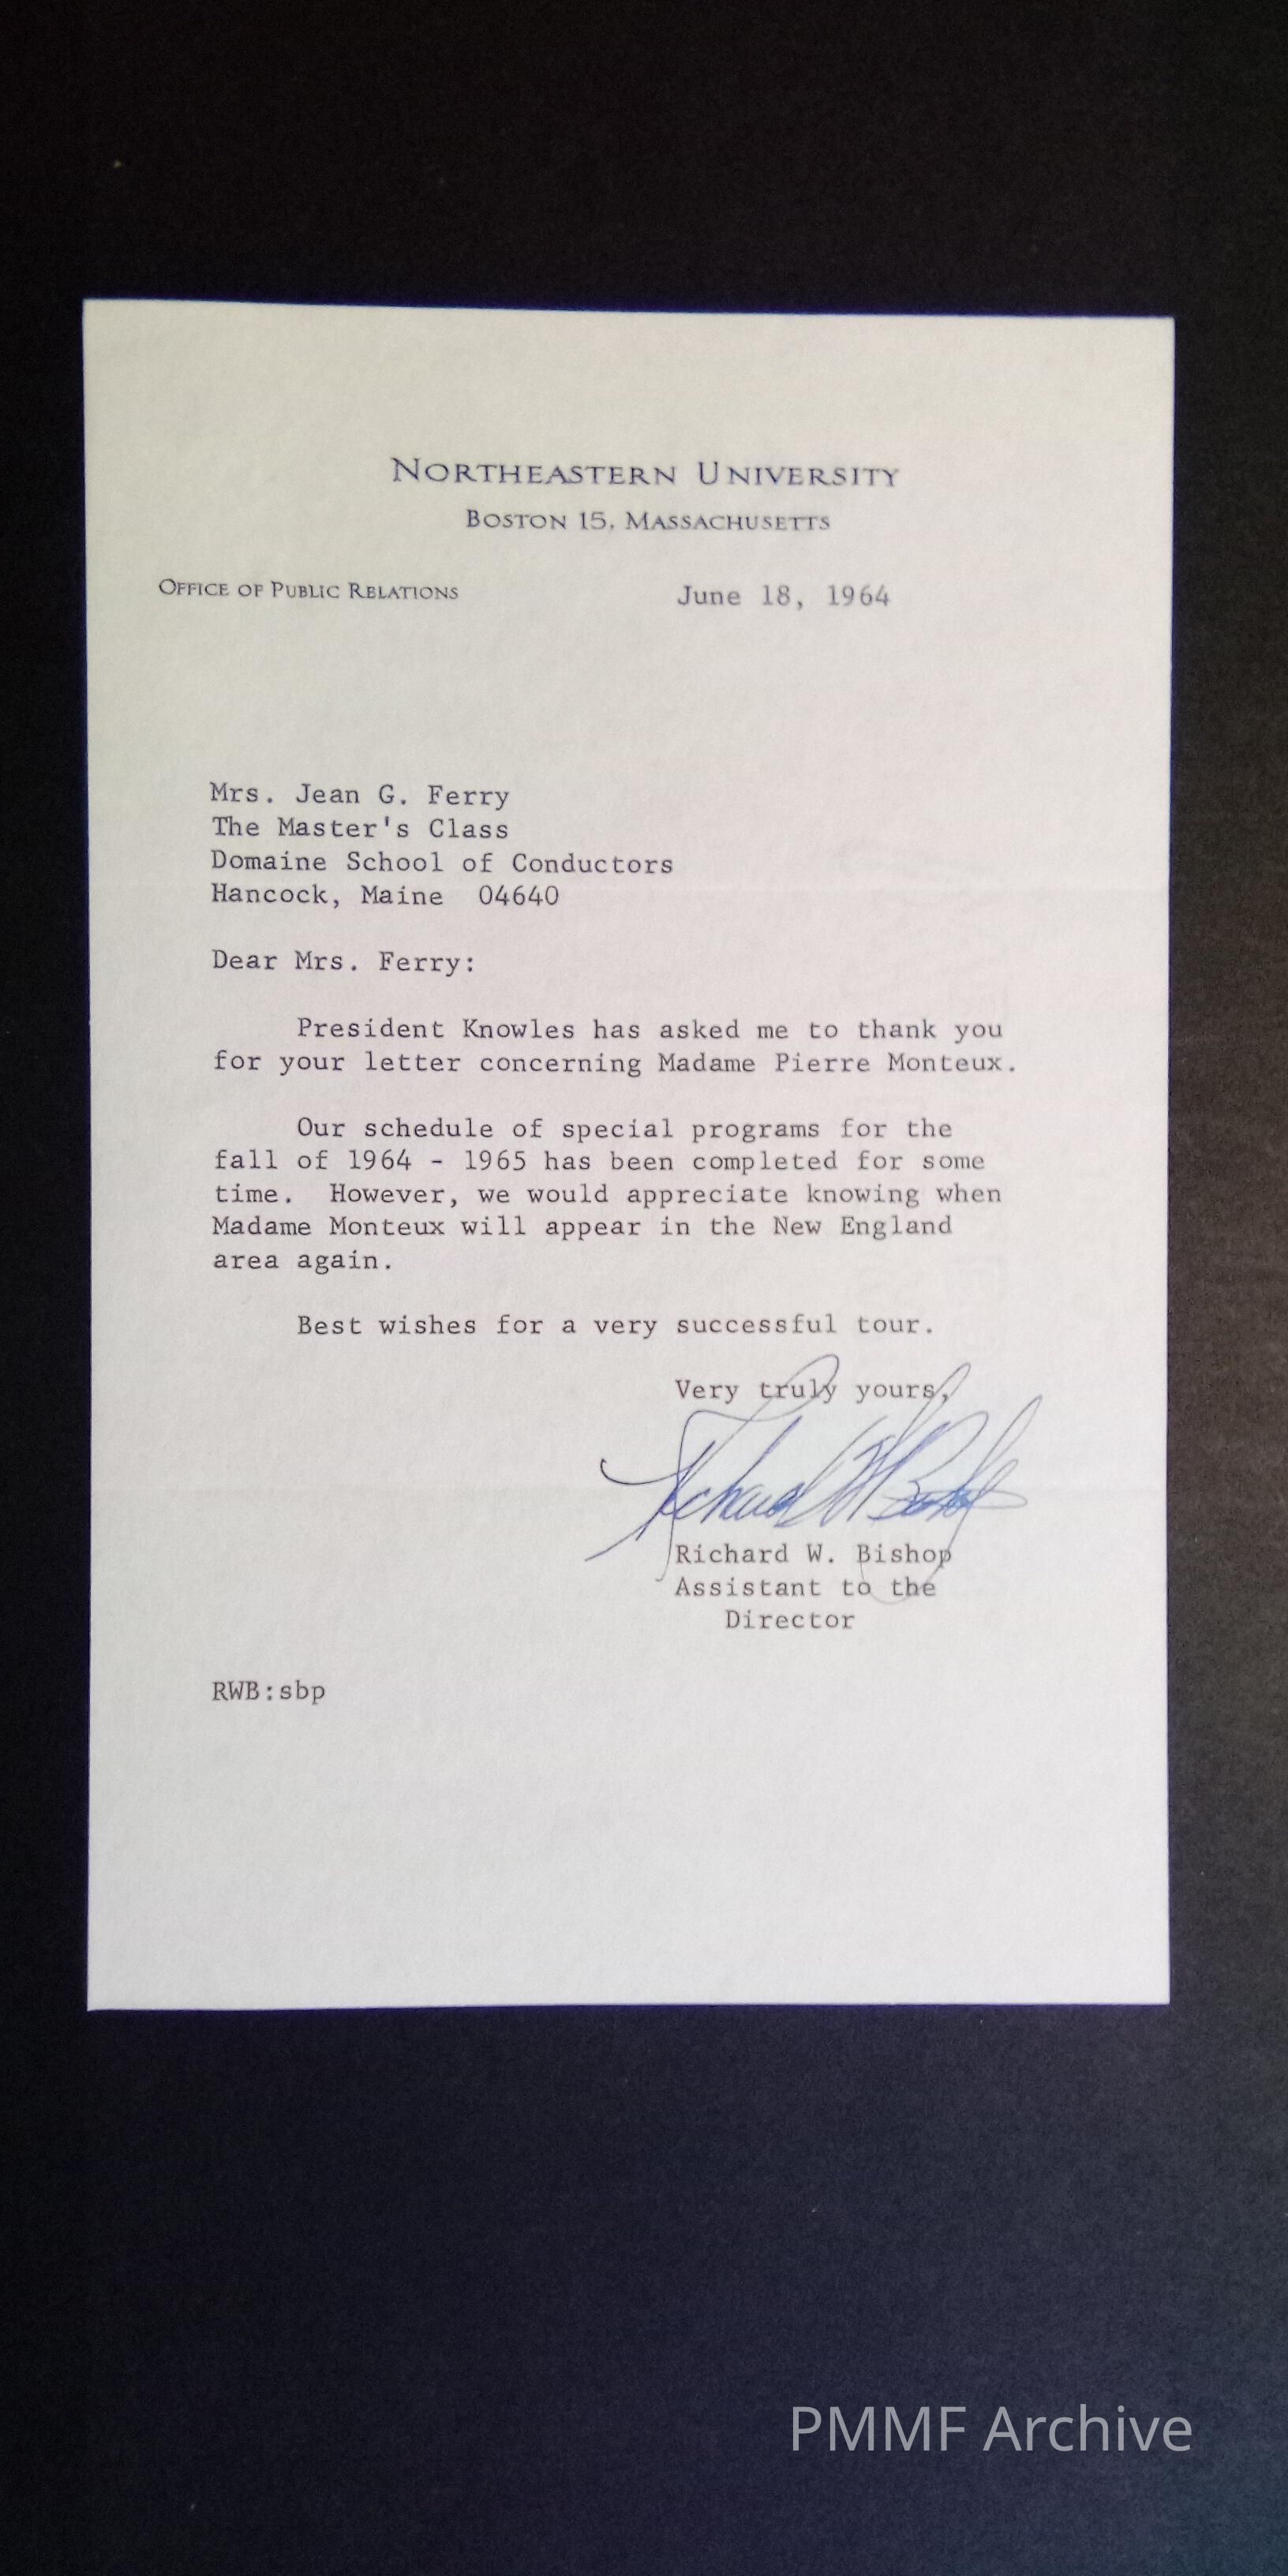 NORTHEASTERN UNIVERSITY
BOSTON 15, MASSACHUSETTS
OFFICE OF PUBLIC RELATIONS
June 18, 1964
Mrs. Jean G. Ferry
The Master's Class
Domaine School of Conductors
Hancock, Maine 04640
Dear Mrs. Ferry:
President Knowles has asked me to thank you
for your letter concerning Madame Pierre Monteux.
Our schedule of special programs for the
fall of 1964 - 1965 has been completed for some
time. However, we would appreciate knowing when
Madame Monteux will appear in the New England
area again.
Best wishes for a very successful tour.
Very truly yours,
Richard W Bishop
Richard W. Bishop
Assistant to the
Director
RWB:sbp
PMMF Archive